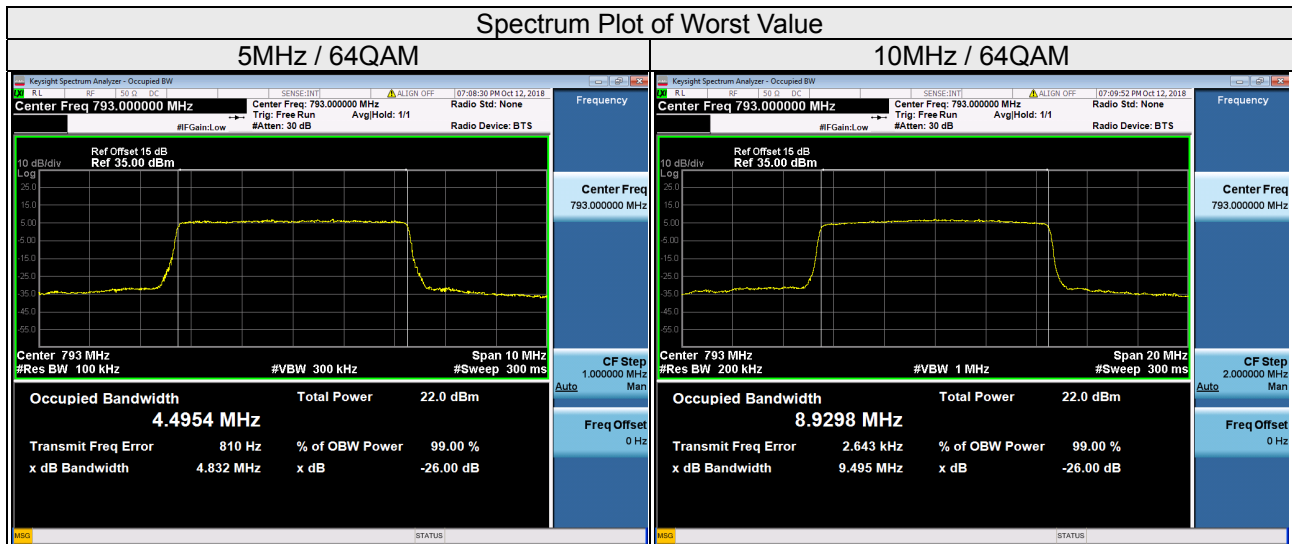 Spectrum Plot of Worst Value
5MHz / 64QAM
Keysight Spectrum Analyzer - Occupied BW
LXI RL RF 50 Ω DC SENSE:INT ALIGN OFF 07:08:30 PM Oct 12, 2018
Center Freq 793.000000 MHz
Center Freq: 793.000000 MHz Radio Std: None
Trig: Free Run Avg|Hold: 1/1
#IFGain:Low #Atten: 30 dB Radio Device: BTS
Ref Offset 15 dB
10 dB/div Ref 35.00 dBm
Log
25.0
15.0
5.00
-5.00
-15.0
-25.0
-35.0
-45.0
-55.0
Center 793 MHz Span 10 MHz
#Res BW 100 kHz #VBW 300 kHz #Sweep 300 ms
Occupied Bandwidth Total Power 22.0 dBm
4.4954 MHz
Transmit Freq Error 810 Hz % of OBW Power 99.00 %
x dB Bandwidth 4.832 MHz x dB -26.00 dB
MSG STATUS
Frequency
Center Freq
793.000000 MHz
CF Step
1.000000 MHz
Auto Man
Freq Offset
0 Hz
10MHz / 64QAM
Keysight Spectrum Analyzer - Occupied BW
LXI RL RF 50 Ω DC SENSE:INT ALIGN OFF 07:09:52 PM Oct 12, 2018
Center Freq 793.000000 MHz
Center Freq: 793.000000 MHz Radio Std: None
Trig: Free Run Avg|Hold: 1/1
#IFGain:Low #Atten: 30 dB Radio Device: BTS
Ref Offset 15 dB
10 dB/div Ref 35.00 dBm
Log
25.0
15.0
5.00
-5.00
-15.0
-25.0
-35.0
-45.0
-55.0
Center 793 MHz Span 20 MHz
#Res BW 200 kHz #VBW 1 MHz #Sweep 300 ms
Occupied Bandwidth Total Power 22.0 dBm
8.9298 MHz
Transmit Freq Error 2.643 kHz % of OBW Power 99.00 %
x dB Bandwidth 9.495 MHz x dB -26.00 dB
MSG STATUS
Frequency
Center Freq
793.000000 MHz
CF Step
2.000000 MHz
Auto Man
Freq Offset
0 Hz